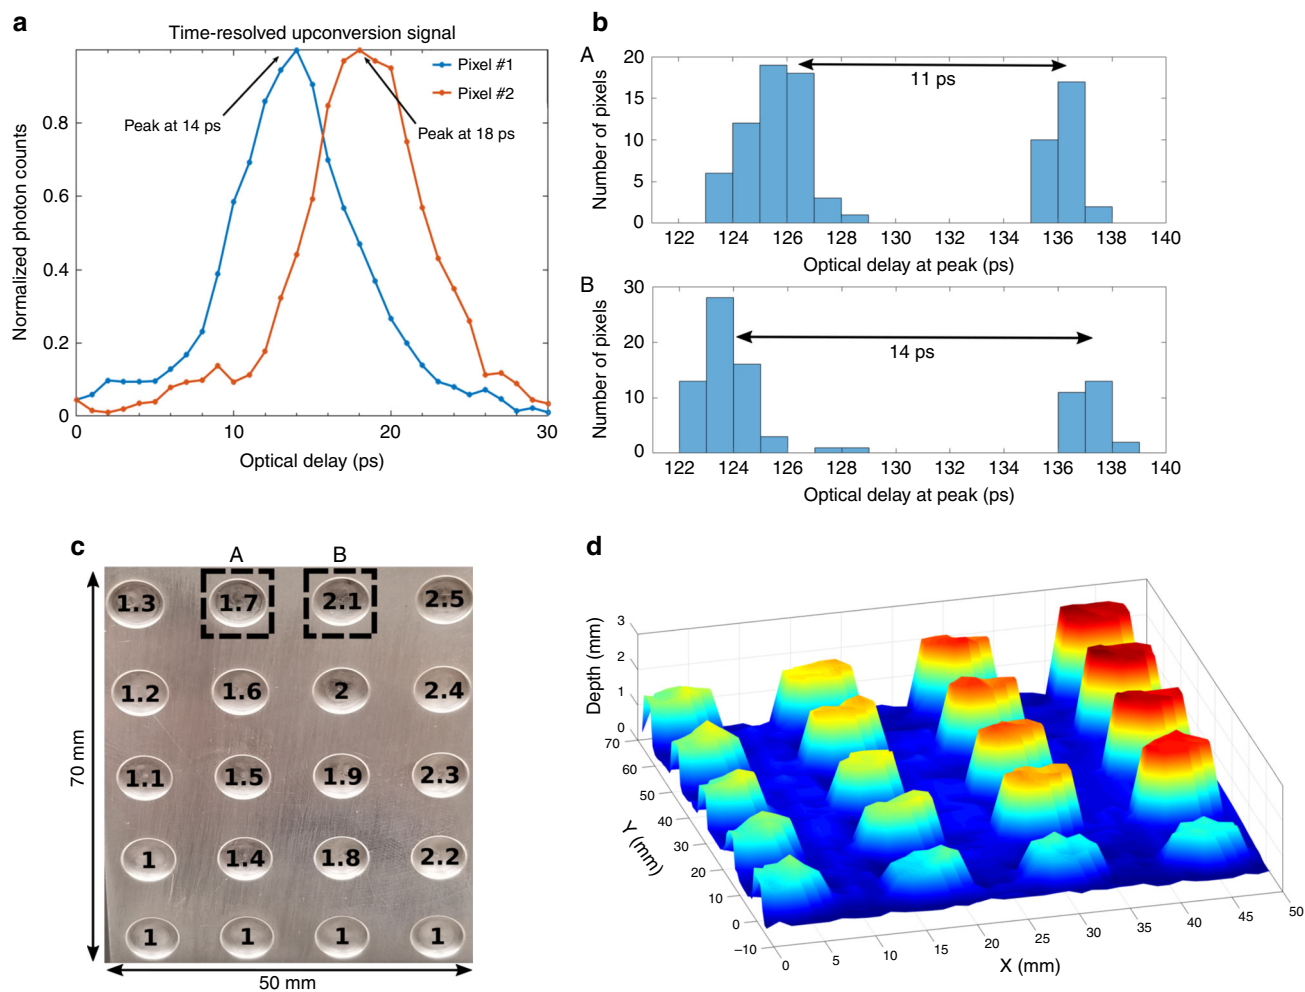 a
Time-resolved upconversion signal
Pixel #1
Pixel #2
Peak at 14 ps
Peak at 18 ps
Normalized photon counts
0.8
0.6
0.4
0.2
0
0 10 20 30
Optical delay (ps)
b
A
Number of pixels
20
15
10
5
0
11 ps
122 124 126 128 130 132 134 136 138 140
Optical delay at peak (ps)
B
Number of pixels
30
20
10
0
14 ps
122 124 126 128 130 132 134 136 138 140
Optical delay at peak (ps)
c
A B
1.3 1.7 2.1 2.5
1.2 1.6 2 2.4
1.1 1.5 1.9 2.3
1 1.4 1.8 2.2
1 1 1 1
70 mm
50 mm
d
Depth (mm)
3
2
1
0
70
60
50
40
30
20
10
0
−10
Y (mm)
0 5 10 15 20 25 30 35 40 45 50
X (mm)